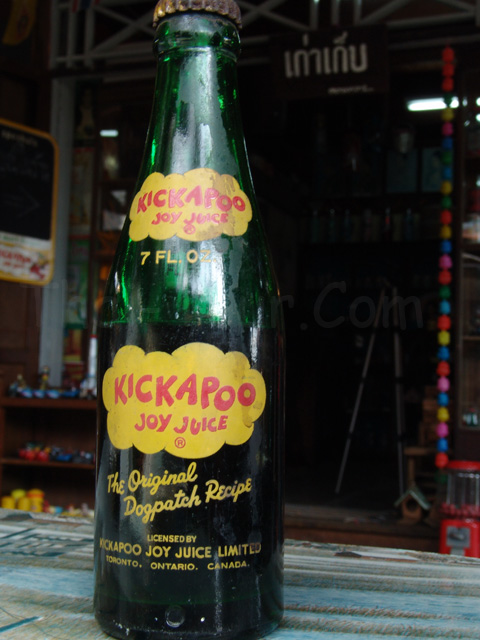 เก่าเก็บ
KICKAPOO
JOY JUICE
7 FL. OZ.
KICKAPOO
JOY JUICE
®
The Original
Dogpatch Recipe
LICENSED BY
KICKAPOO JOY JUICE LIMITED
TORONTO. ONTARIO. CANADA.